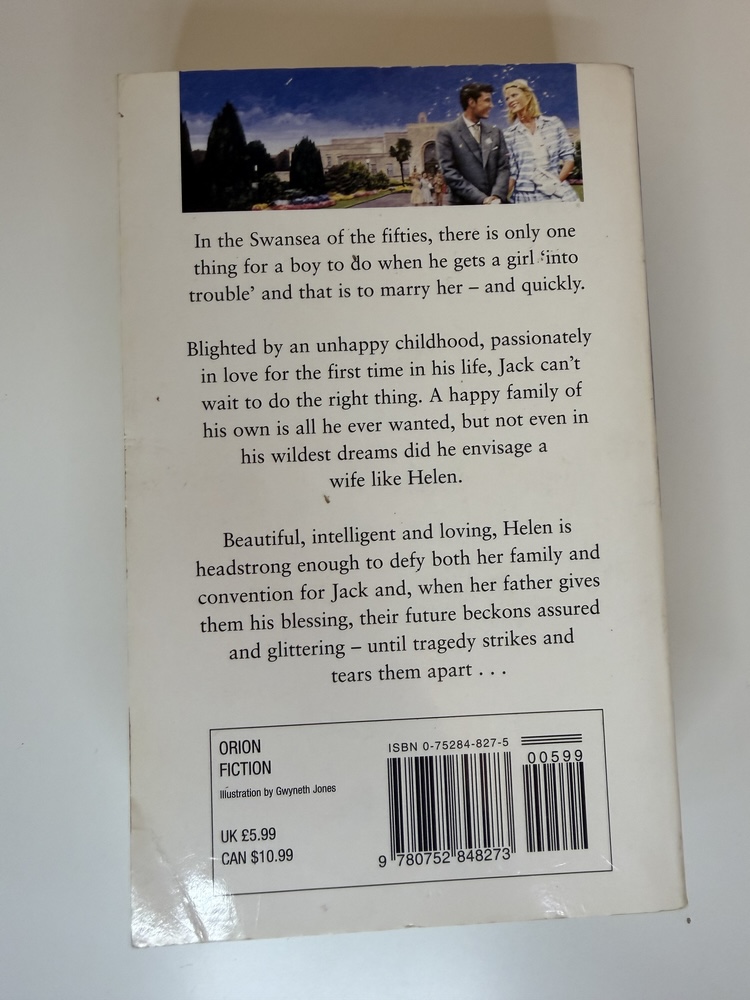 In the Swansea of the fifties, there is only one
thing for a boy to do when he gets a girl ‘into
trouble’ and that is to marry her – and quickly.
Blighted by an unhappy childhood, passionately
in love for the first time in his life, Jack can’t
wait to do the right thing. A happy family of
his own is all he ever wanted, but not even in
his wildest dreams did he envisage a
wife like Helen.
Beautiful, intelligent and loving, Helen is
headstrong enough to defy both her family and
convention for Jack and, when her father gives
them his blessing, their future beckons assured
and glittering – until tragedy strikes and
tears them apart . . .
ORION
FICTION
Illustration by Gwyneth Jones
UK £5.99
CAN $10.99
ISBN 0-75284-827-5
00599
9 780752 848273